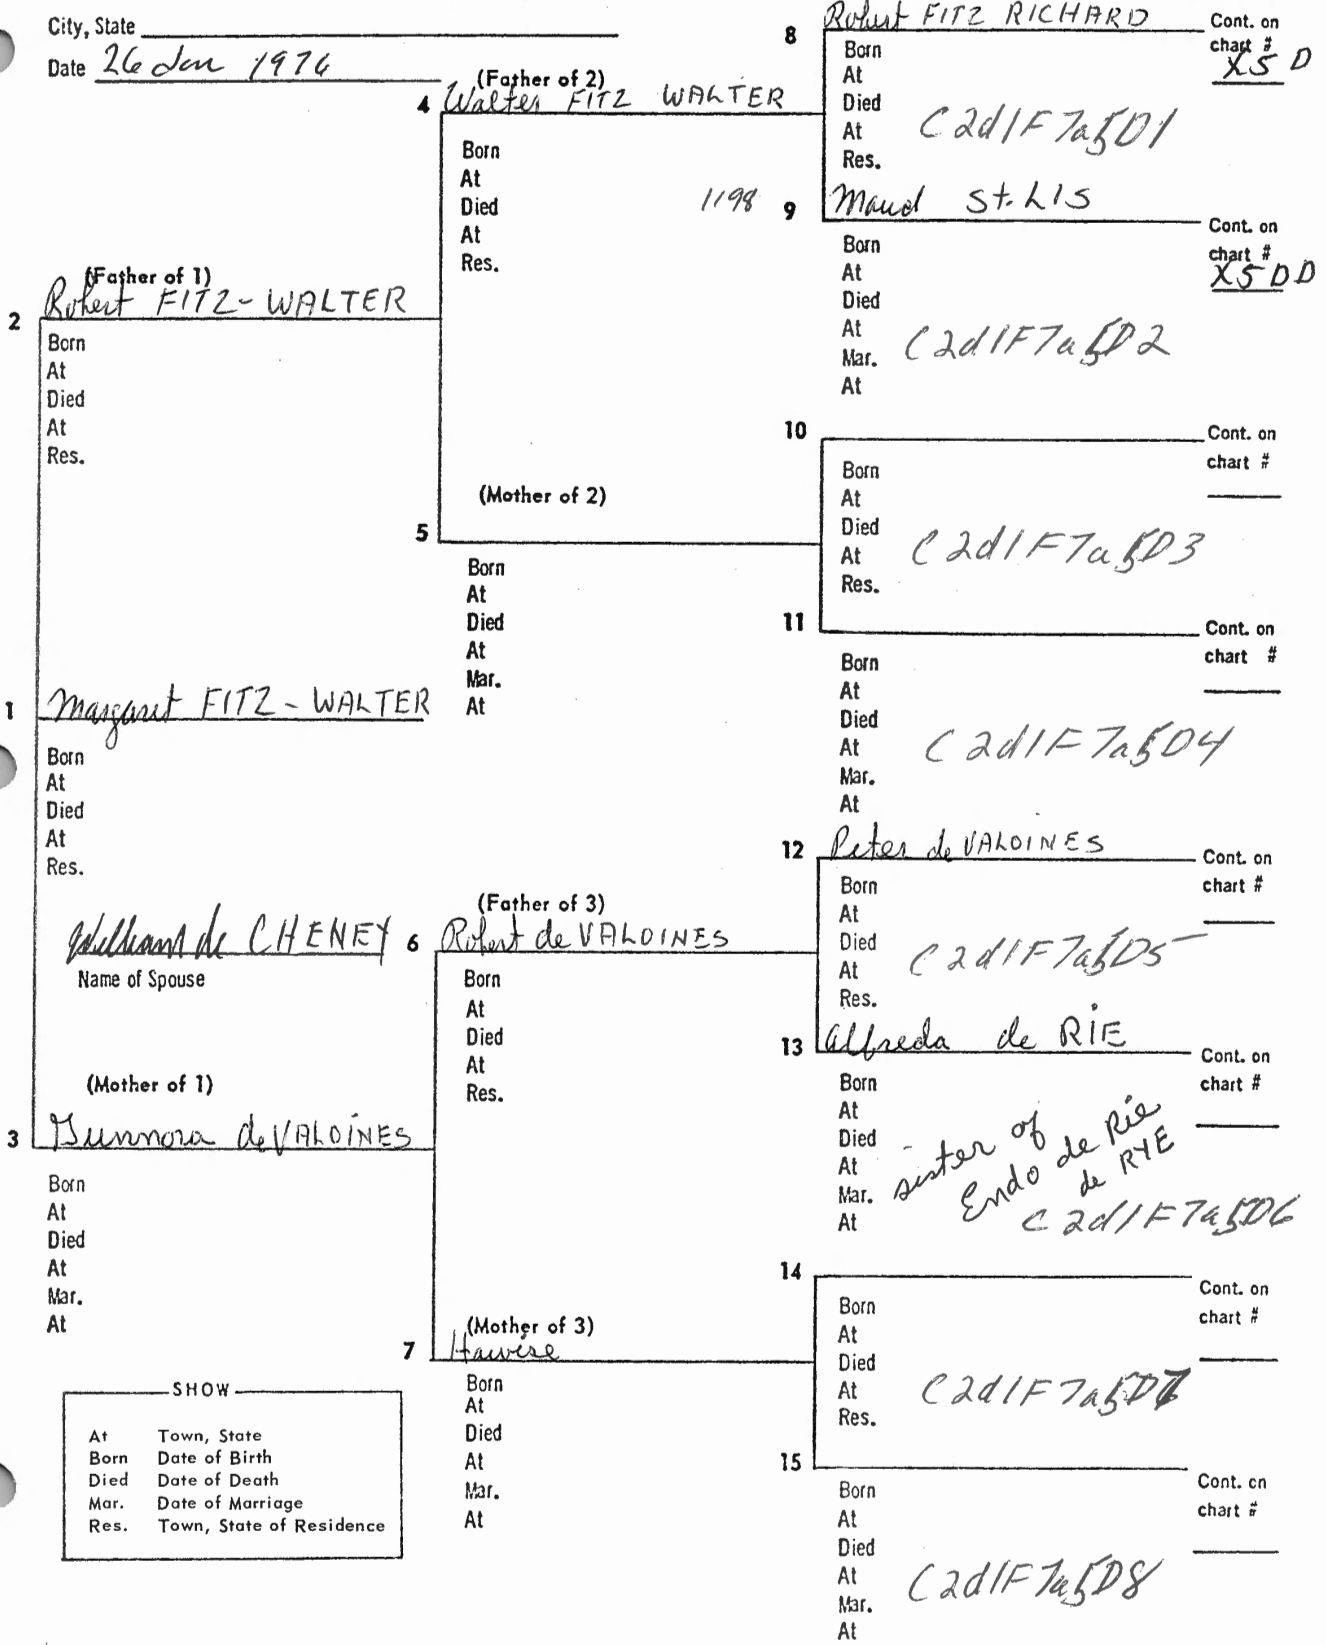 City, State
Date 26 Jan 1976
(Father of 1)
2 Robert FITZ-WALTER
Born
At
Died
At
Res.
1 Margaret FITZ-WALTER
Born
At
Died
At
Res.
William de CHENEY
Name of Spouse
(Mother of 1)
3 Gunnora de VALOINES
Born
At
Died
At
Mar.
At
SHOW
At Town, State
Born Date of Birth
Died Date of Death
Mar. Date of Marriage
Res. Town, State of Residence
(Father of 2)
4 Walter FITZ WALTER
Born
At
Died 1198
At
Res.
(Mother of 2)
5
Born
At
Died
At
Mar.
At
(Father of 3)
6 Robert de VALOINES
Born
At
Died
At
Res.
(Mother of 3)
7 Hawise
Born
At
Died
At
Mar.
At
8 Robert FITZ RICHARD
Cont. on
chart #
X5 D
Born
At
Died
At C2d1F7a5D1
Res.
9 Maud St. LIS
Cont. on
chart #
X5DD
Born
At
Died
At
Mar. C2d1F7a5D2
At
10
Cont. on
chart #
Born
At
Died
At C2d1F7a5D3
Res.
11
Cont. on
chart #
Born
At
Died
At C2d1F7a5D4
Mar.
At
12 Peter de VALOINES
Cont. on
chart #
Born
At
Died
At C2d1F7a5D5
Res.
13 Alfreda de RIE
Cont. on
chart #
Born
At
Died
At
Mar.
At
sister of
Endo de Rie
de RYE
C2d1F7a5D6
14
Cont. on
chart #
Born
At
Died
At C2d1F7a5D7
Res.
15
Cont. on
chart #
Born
At
Died
At C2d1F7a5D8
Mar.
At